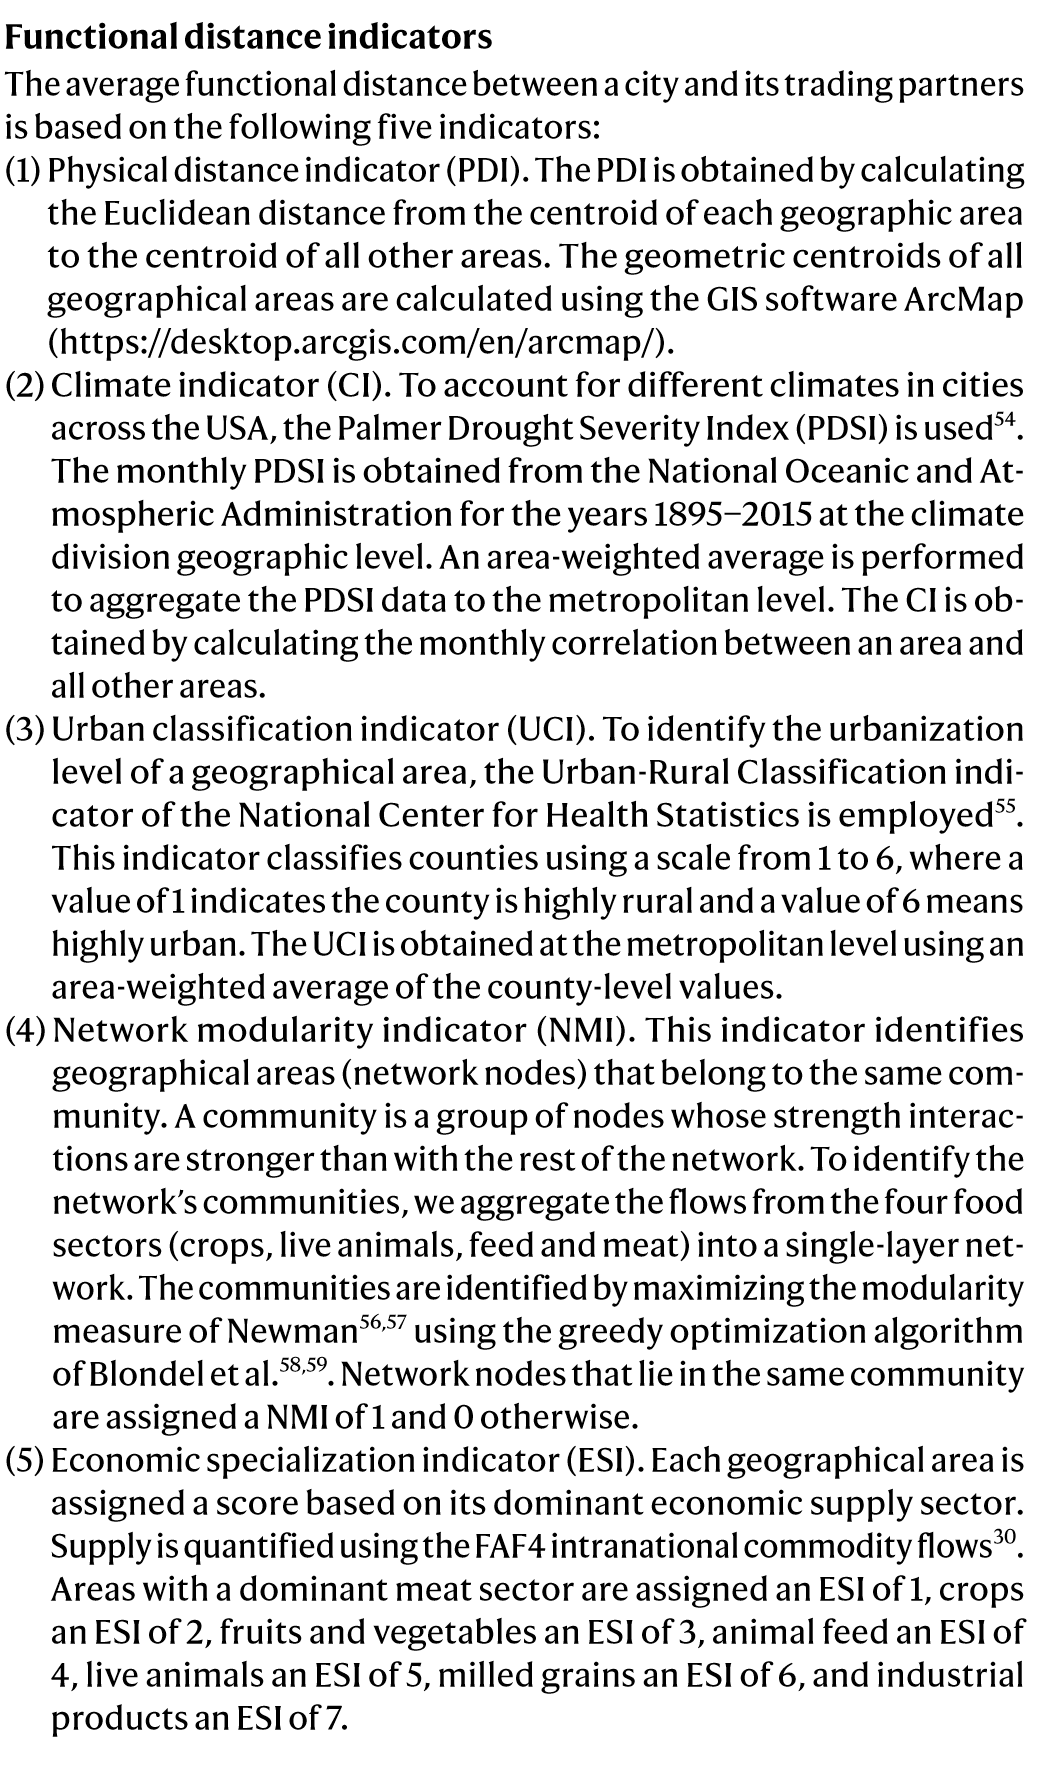 Functional distance indicators
The average functional distance between a city and its trading partners
is based on the following five indicators:
(1) Physical distance indicator (PDI). The PDI is obtained by calculating
the Euclidean distance from the centroid of each geographic area
to the centroid of all other areas. The geometric centroids of all
geographical areas are calculated using the GIS software ArcMap
(https://desktop.arcgis.com/en/arcmap/).
(2) Climate indicator (CI). To account for different climates in cities
across the USA, the Palmer Drought Severity Index (PDSI) is used54.
The monthly PDSI is obtained from the National Oceanic and At-
mospheric Administration for the years 1895–2015 at the climate
division geographic level. An area-weighted average is performed
to aggregate the PDSI data to the metropolitan level. The CI is ob-
tained by calculating the monthly correlation between an area and
all other areas.
(3) Urban classification indicator (UCI). To identify the urbanization
level of a geographical area, the Urban-Rural Classification indi-
cator of the National Center for Health Statistics is employed55.
This indicator classifies counties using a scale from 1 to 6, where a
value of 1 indicates the county is highly rural and a value of 6 means
highly urban. The UCI is obtained at the metropolitan level using an
area-weighted average of the county-level values.
(4) Network modularity indicator (NMI). This indicator identifies
geographical areas (network nodes) that belong to the same com-
munity. A community is a group of nodes whose strength interac-
tions are stronger than with the rest of the network. To identify the
network’s communities, we aggregate the flows from the four food
sectors (crops, live animals, feed and meat) into a single-layer net-
work. The communities are identified by maximizing the modularity
measure of Newman56,57 using the greedy optimization algorithm
of Blondel et al.58,59. Network nodes that lie in the same community
are assigned a NMI of 1 and 0 otherwise.
(5) Economic specialization indicator (ESI). Each geographical area is
assigned a score based on its dominant economic supply sector.
Supply is quantified using the FAF4 intranational commodity flows30.
Areas with a dominant meat sector are assigned an ESI of 1, crops
an ESI of 2, fruits and vegetables an ESI of 3, animal feed an ESI of
4, live animals an ESI of 5, milled grains an ESI of 6, and industrial
products an ESI of 7.